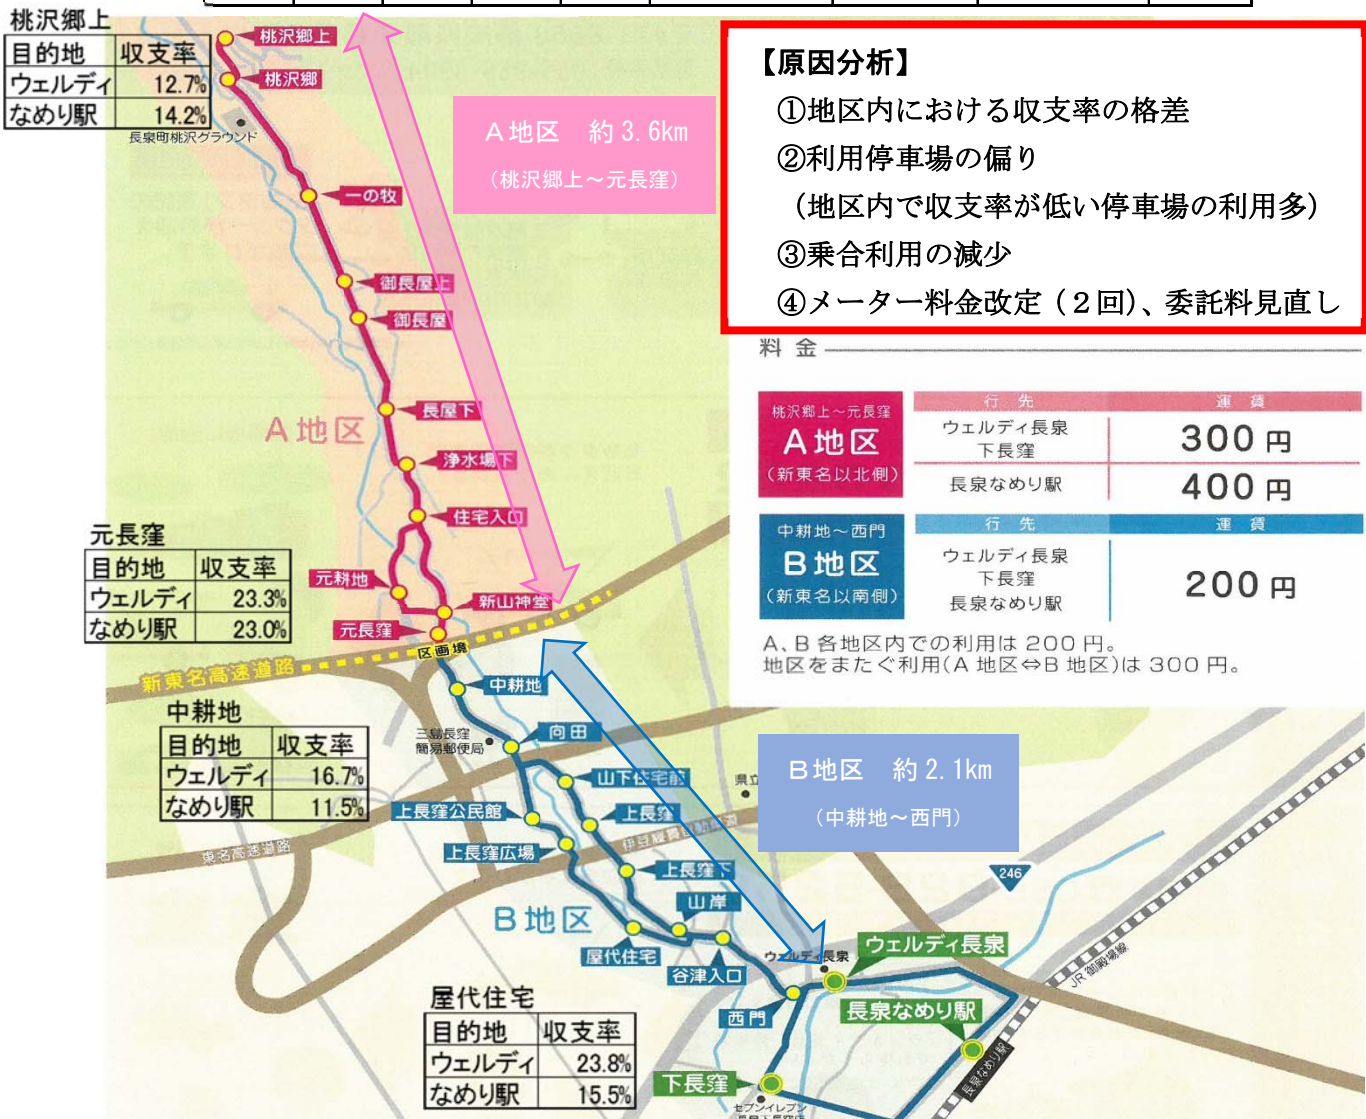 桃沢郷上
目的地 収支率
ウェルディ 12.7%
なめり駅 14.2%
桃沢郷上
桃沢郷
長泉町桃沢グラウンド
一の牧
御長屋上
御長屋
長屋下
A地区
浄水場下
住宅入口
元耕地
新山神堂
元長窪
区画境
新東名高速道路
A地区 約3.6km
(桃沢郷上～元長窪)
【原因分析】
①地区内における収支率の格差
②利用停車場の偏り
(地区内で収支率が低い停車場の利用多)
③乗合利用の減少
④メーター料金改定(2回)、委託料見直し
料金
桃沢郷上～元長窪
A地区
(新東名以北側)
行先 運賃
ウェルディ長泉
下長窪
300円
長泉なめり駅 400円
中耕地～西門
B地区
(新東名以南側)
行先 運賃
ウェルディ長泉
下長窪
長泉なめり駅
200円
A、B各地区内での利用は200円。
地区をまたぐ利用(A地区⇔B地区)は300円。
元長窪
目的地 収支率
ウェルディ 23.3%
なめり駅 23.0%
中耕地
目的地 収支率
ウェルディ 16.7%
なめり駅 11.5%
中耕地
三島長窪
簡易郵便局
向田
山下住宅前
上長窪公民館
上長窪
上長窪広場
上長窪下
東名高速道路
山岸
B地区
屋代住宅
谷津入口
西門
B地区 約2.1km
(中耕地～西門)
県立
246
ウェルディ長泉
ウェルディ長泉
長泉なめり駅
JR御殿場線
長泉なめり駅
下長窪
セブンイレブン
屋代住宅
目的地 収支率
ウェルディ 23.8%
なめり駅 15.5%